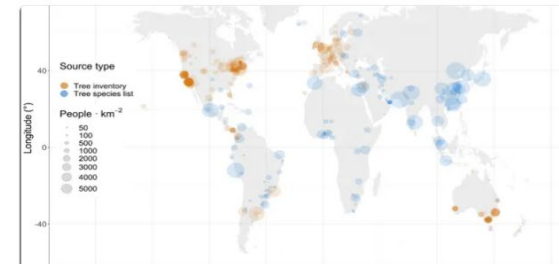 Source type
Tree inventory
Tree species list
People · km⁻²
50
100
500
1000
2000
3000
4000
5000
Longitude (°)
40
0
-40